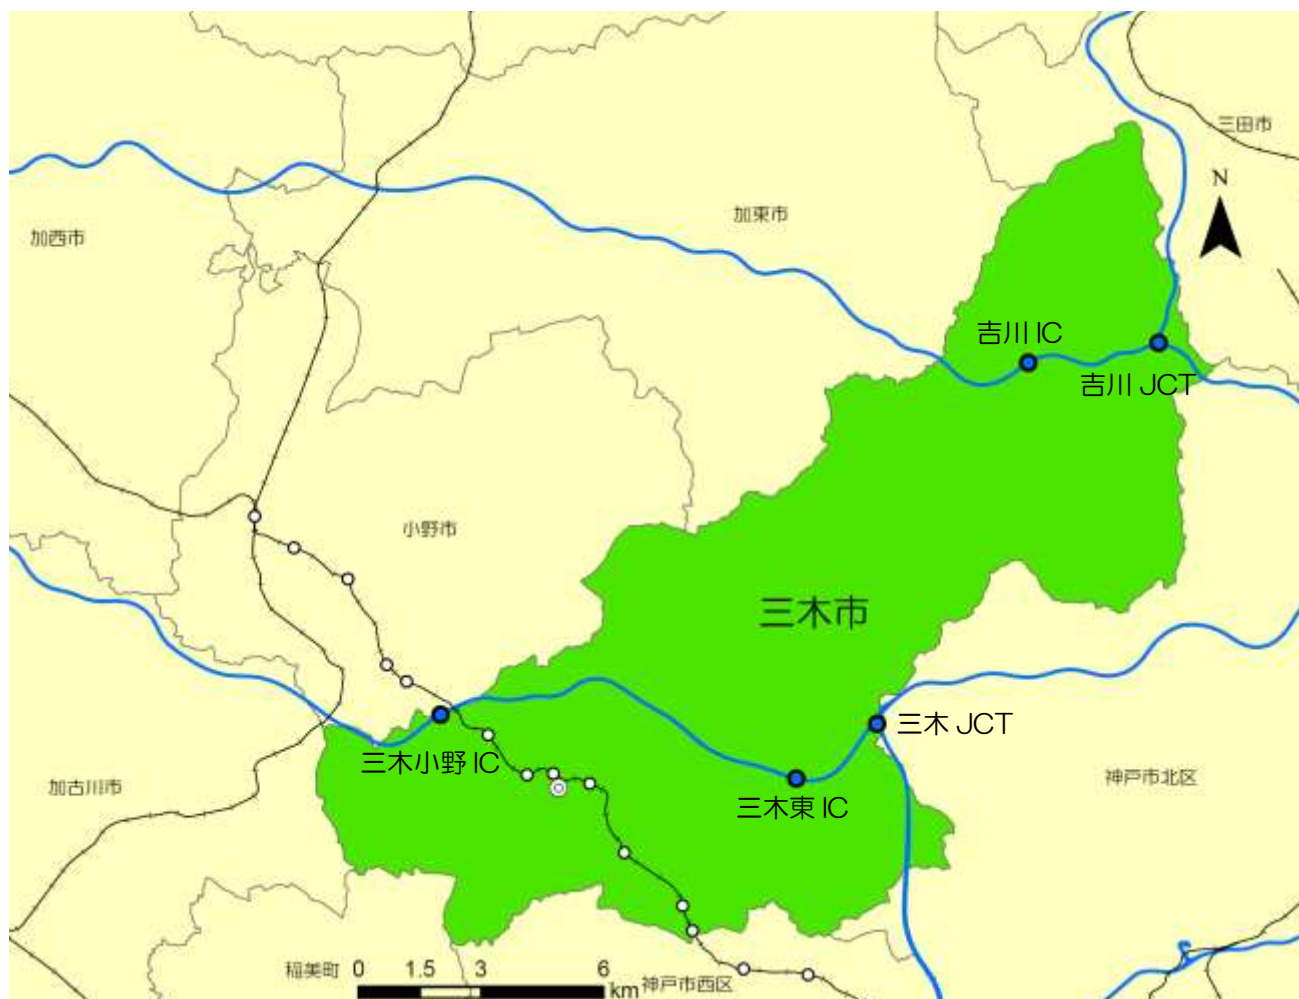 三田市
N
加東市
加西市
吉川 IC
吉川 JCT
小野市
三木市
三木 JCT
三木小野 IC
神戸市北区
加古川市
三木東 IC
稲美町
0 1.5 3 6
km
神戸市西区